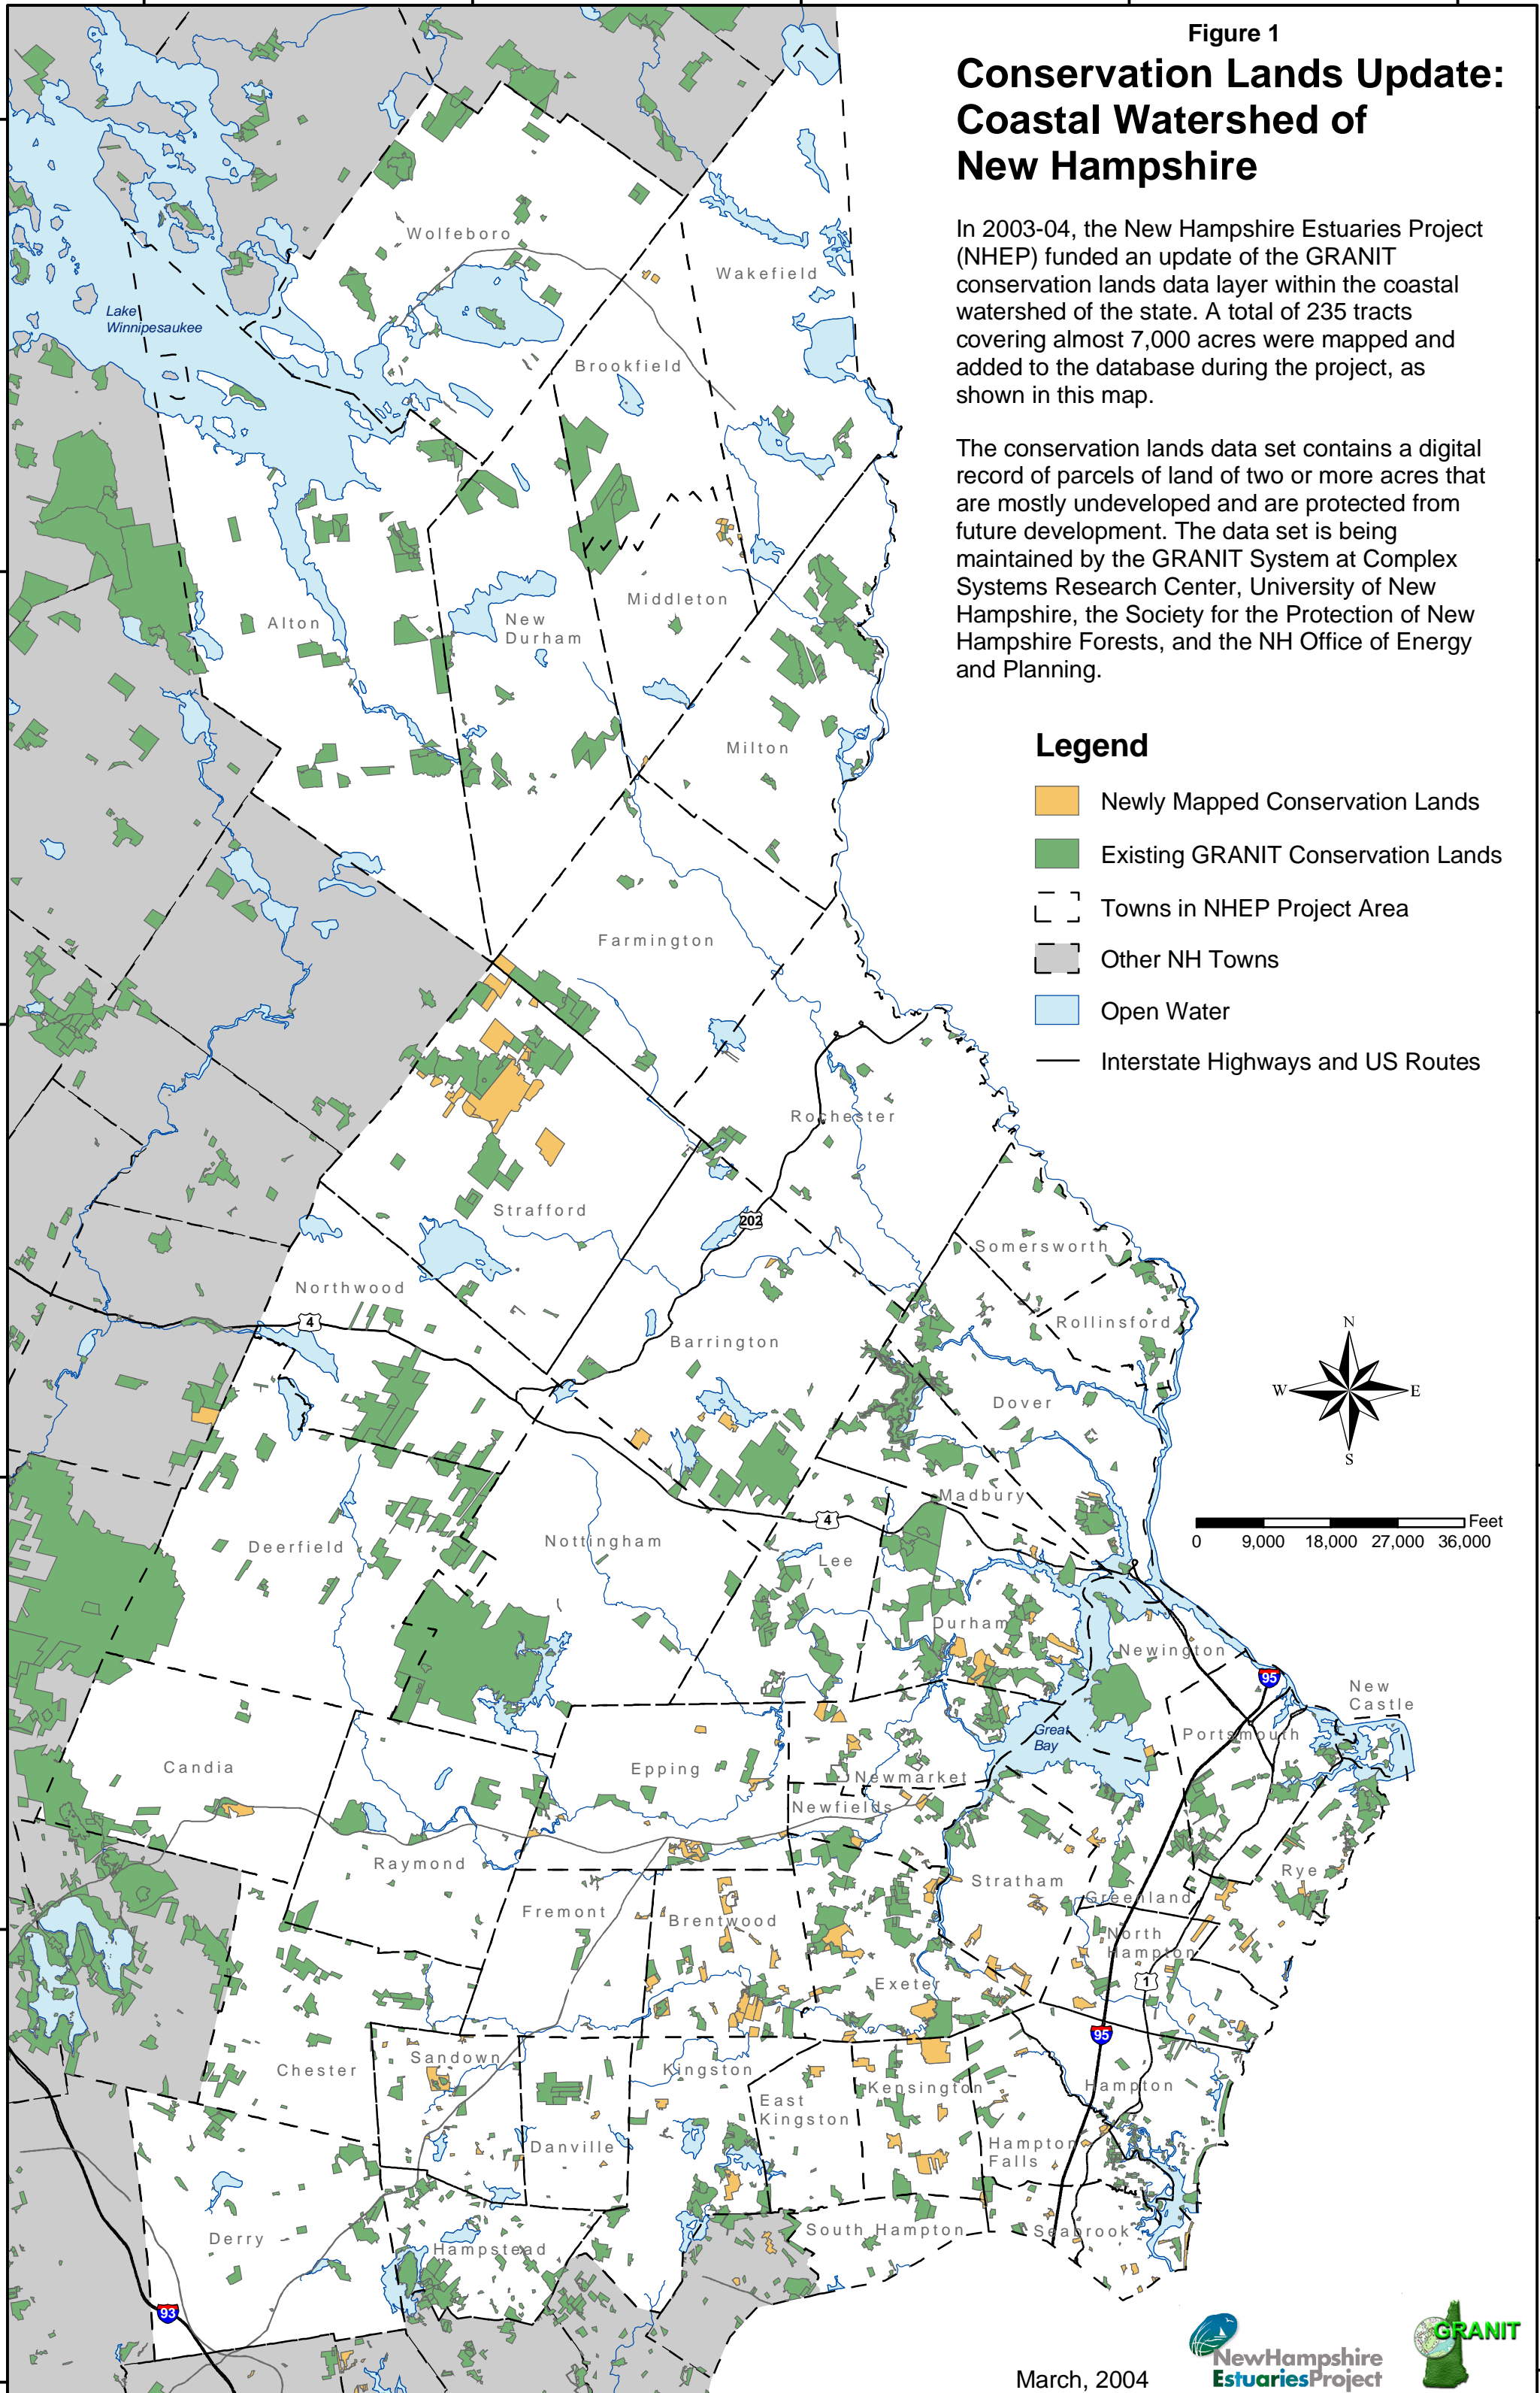 Figure 1
Conservation Lands Update:
Coastal Watershed of
New Hampshire
In 2003-04, the New Hampshire Estuaries Project
(NHEP) funded an update of the GRANIT
conservation lands data layer within the coastal
watershed of the state. A total of 235 tracts
covering almost 7,000 acres were mapped and
added to the database during the project, as
shown in this map.
The conservation lands data set contains a digital
record of parcels of land of two or more acres that
are mostly undeveloped and are protected from
future development. The data set is being
maintained by the GRANIT System at Complex
Systems Research Center, University of New
Hampshire, the Society for the Protection of New
Hampshire Forests, and the NH Office of Energy
and Planning.
Legend
Newly Mapped Conservation Lands
Existing GRANIT Conservation Lands
Towns in NHEP Project Area
Other NH Towns
Open Water
Interstate Highways and US Routes
Wolfeboro
Wakefield
Lake
Winnipesaukee
Brookfield
Middleton
Alton
New
Durham
Milton
Farmington
Rochester
Strafford
202
Somersworth
Northwood
4
Rollinsford
Barrington
Dover
N
W
E
S
Madbury
4
Feet
0 9,000 18,000 27,000 36,000
Deerfield
Nottingham
Lee
Durham
Newington
95
New
Castle
Great
Bay
Portsmouth
Candia
Epping
Newmarket
Newfields
Raymond
Stratham
Rye
Greenland
Fremont
Brentwood
North
Hampton
Exeter
1
95
Chester
Sandown
Kingston
Kensington
Hampton
East
Kingston
Danville
Hampton
Falls
Derry
Hampstead
South Hampton
Seabrook
93
March, 2004
NewHampshire
EstuariesProject
GRANIT